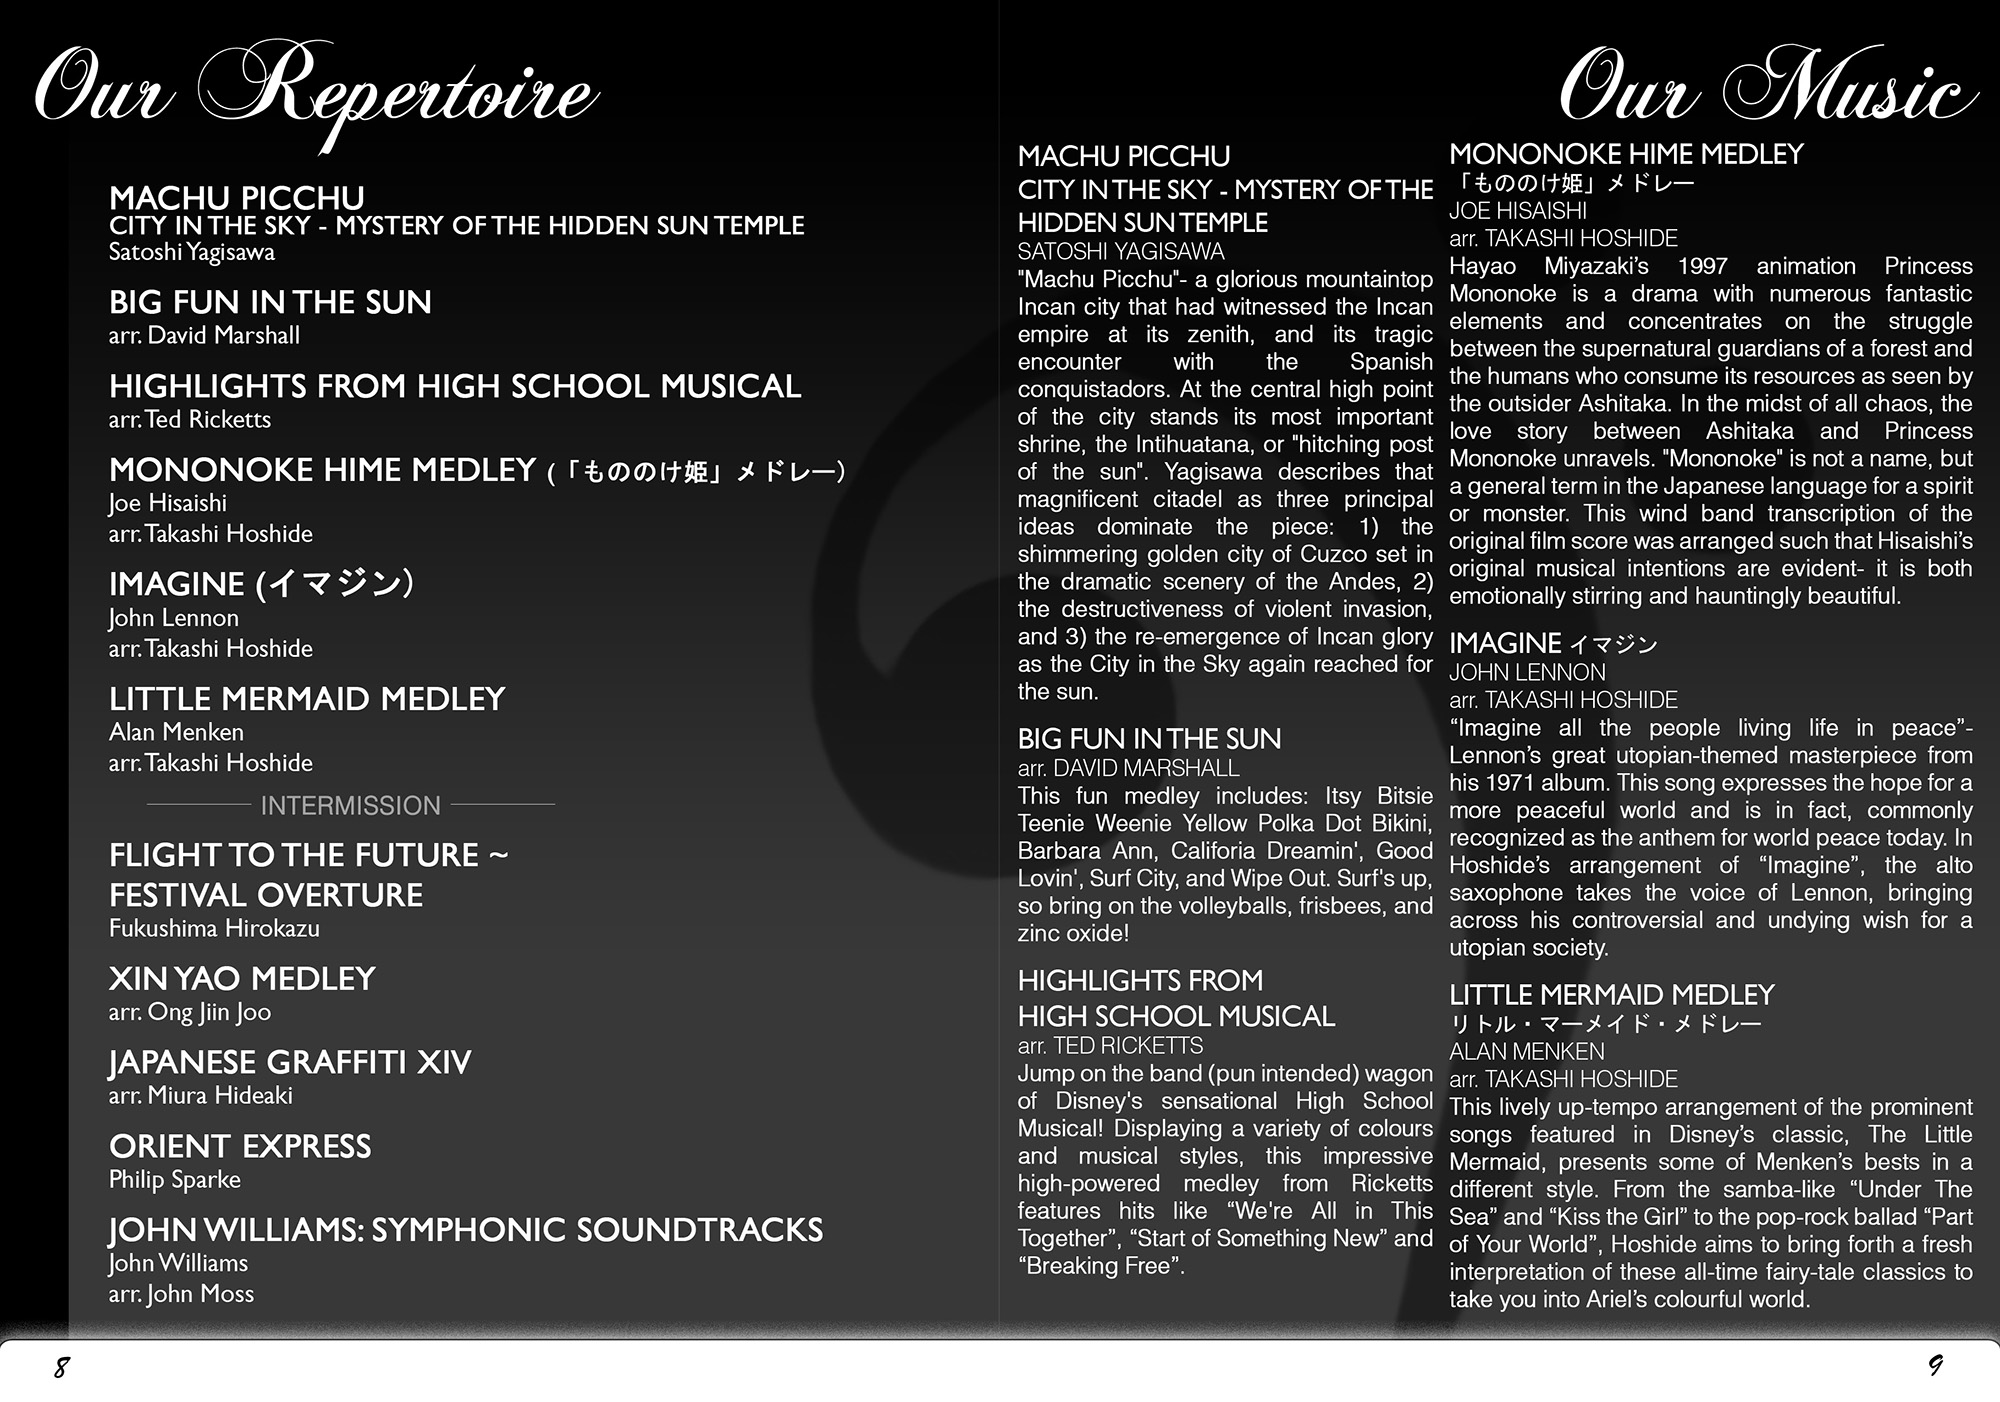 Our Repertoire
MACHU PICCHU
CITY IN THE SKY - MYSTERY OF THE HIDDEN SUN TEMPLE
Satoshi Yagisawa
BIG FUN IN THE SUN
arr. David Marshall
HIGHLIGHTS FROM HIGH SCHOOL MUSICAL
arr. Ted Ricketts
MONONOKE HIME MEDLEY (「もののけ姫」メドレー）
Joe Hisaishi
arr. Takashi Hoshide
IMAGINE (イマジン）
John Lennon
arr. Takashi Hoshide
LITTLE MERMAID MEDLEY
Alan Menken
arr. Takashi Hoshide
INTERMISSION
FLIGHT TO THE FUTURE ~
FESTIVAL OVERTURE
Fukushima Hirokazu
XIN YAO MEDLEY
arr. Ong Jiin Joo
JAPANESE GRAFFITI XIV
arr. Miura Hideaki
ORIENT EXPRESS
Philip Sparke
JOHN WILLIAMS: SYMPHONIC SOUNDTRACKS
John Williams
arr. John Moss
8
Our Music
MACHU PICCHU
CITY IN THE SKY - MYSTERY OF THE
HIDDEN SUN TEMPLE
SATOSHI YAGISAWA
"Machu Picchu"- a glorious mountaintop
Incan city that had witnessed the Incan
empire at its zenith, and its tragic
encounter with the Spanish
conquistadors. At the central high point
of the city stands its most important
shrine, the Intihuatana, or "hitching post
of the sun". Yagisawa describes that
magnificent citadel as three principal
ideas dominate the piece: 1) the
shimmering golden city of Cuzco set in
the dramatic scenery of the Andes, 2)
the destructiveness of violent invasion,
and 3) the re-emergence of Incan glory
as the City in the Sky again reached for
the sun.
BIG FUN IN THE SUN
arr. DAVID MARSHALL
This fun medley includes: Itsy Bitsie
Teenie Weenie Yellow Polka Dot Bikini,
Barbara Ann, Califoria Dreamin', Good
Lovin', Surf City, and Wipe Out. Surf's up,
so bring on the volleyballs, frisbees, and
zinc oxide!
HIGHLIGHTS FROM
HIGH SCHOOL MUSICAL
arr. TED RICKETTS
Jump on the band (pun intended) wagon
of Disney's sensational High School
Musical! Displaying a variety of colours
and musical styles, this impressive
high-powered medley from Ricketts
features hits like “We're All in This
Together”, “Start of Something New” and
“Breaking Free”.
MONONOKE HIME MEDLEY
「もののけ姫」メドレー
JOE HISAISHI
arr. TAKASHI HOSHIDE
Hayao Miyazaki’s 1997 animation Princess
Mononoke is a drama with numerous fantastic
elements and concentrates on the struggle
between the supernatural guardians of a forest and
the humans who consume its resources as seen by
the outsider Ashitaka. In the midst of all chaos, the
love story between Ashitaka and Princess
Mononoke unravels. "Mononoke" is not a name, but
a general term in the Japanese language for a spirit
or monster. This wind band transcription of the
original film score was arranged such that Hisaishi’s
original musical intentions are evident- it is both
emotionally stirring and hauntingly beautiful.
IMAGINE イマジン
JOHN LENNON
arr. TAKASHI HOSHIDE
“Imagine all the people living life in peace”-
Lennon’s great utopian-themed masterpiece from
his 1971 album. This song expresses the hope for a
more peaceful world and is in fact, commonly
recognized as the anthem for world peace today. In
Hoshide’s arrangement of “Imagine”, the alto
saxophone takes the voice of Lennon, bringing
across his controversial and undying wish for a
utopian society.
LITTLE MERMAID MEDLEY
リトル・マーメイド・メドレー
ALAN MENKEN
arr. TAKASHI HOSHIDE
This lively up-tempo arrangement of the prominent
songs featured in Disney’s classic, The Little
Mermaid, presents some of Menken’s bests in a
different style. From the samba-like “Under The
Sea” and “Kiss the Girl” to the pop-rock ballad “Part
of Your World”, Hoshide aims to bring forth a fresh
interpretation of these all-time fairy-tale classics to
take you into Ariel’s colourful world.
9